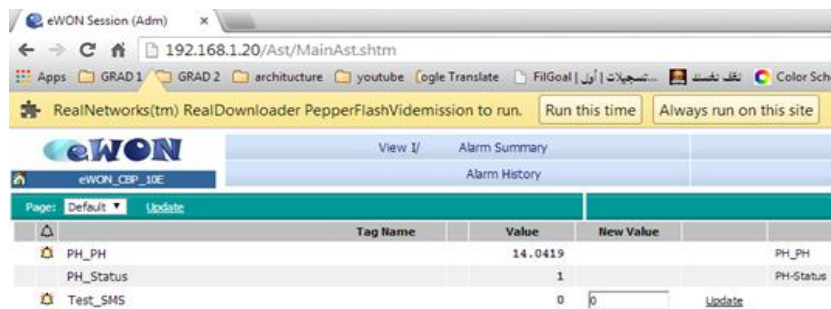 eWON Session (Adm) ×
192.168.1.20/Ast/MainAst.shtm
Apps GRAD 1 GRAD 2 architucture youtube ogle Translate FilGoal | تسجيلات | أول... Color Sch
RealNetworks(tm) RealDownloader PepperFlashVidemission to run. Run this time Always run on this site
eWON View I/ Alarm Summary
eWON_CBP_10E Alarm History
Page: Default Update
Tag Name Value New Value
PH_PH 14.0419 PH_PH
PH_Status 1 PH-Status
Test_SMS 0 0 Update